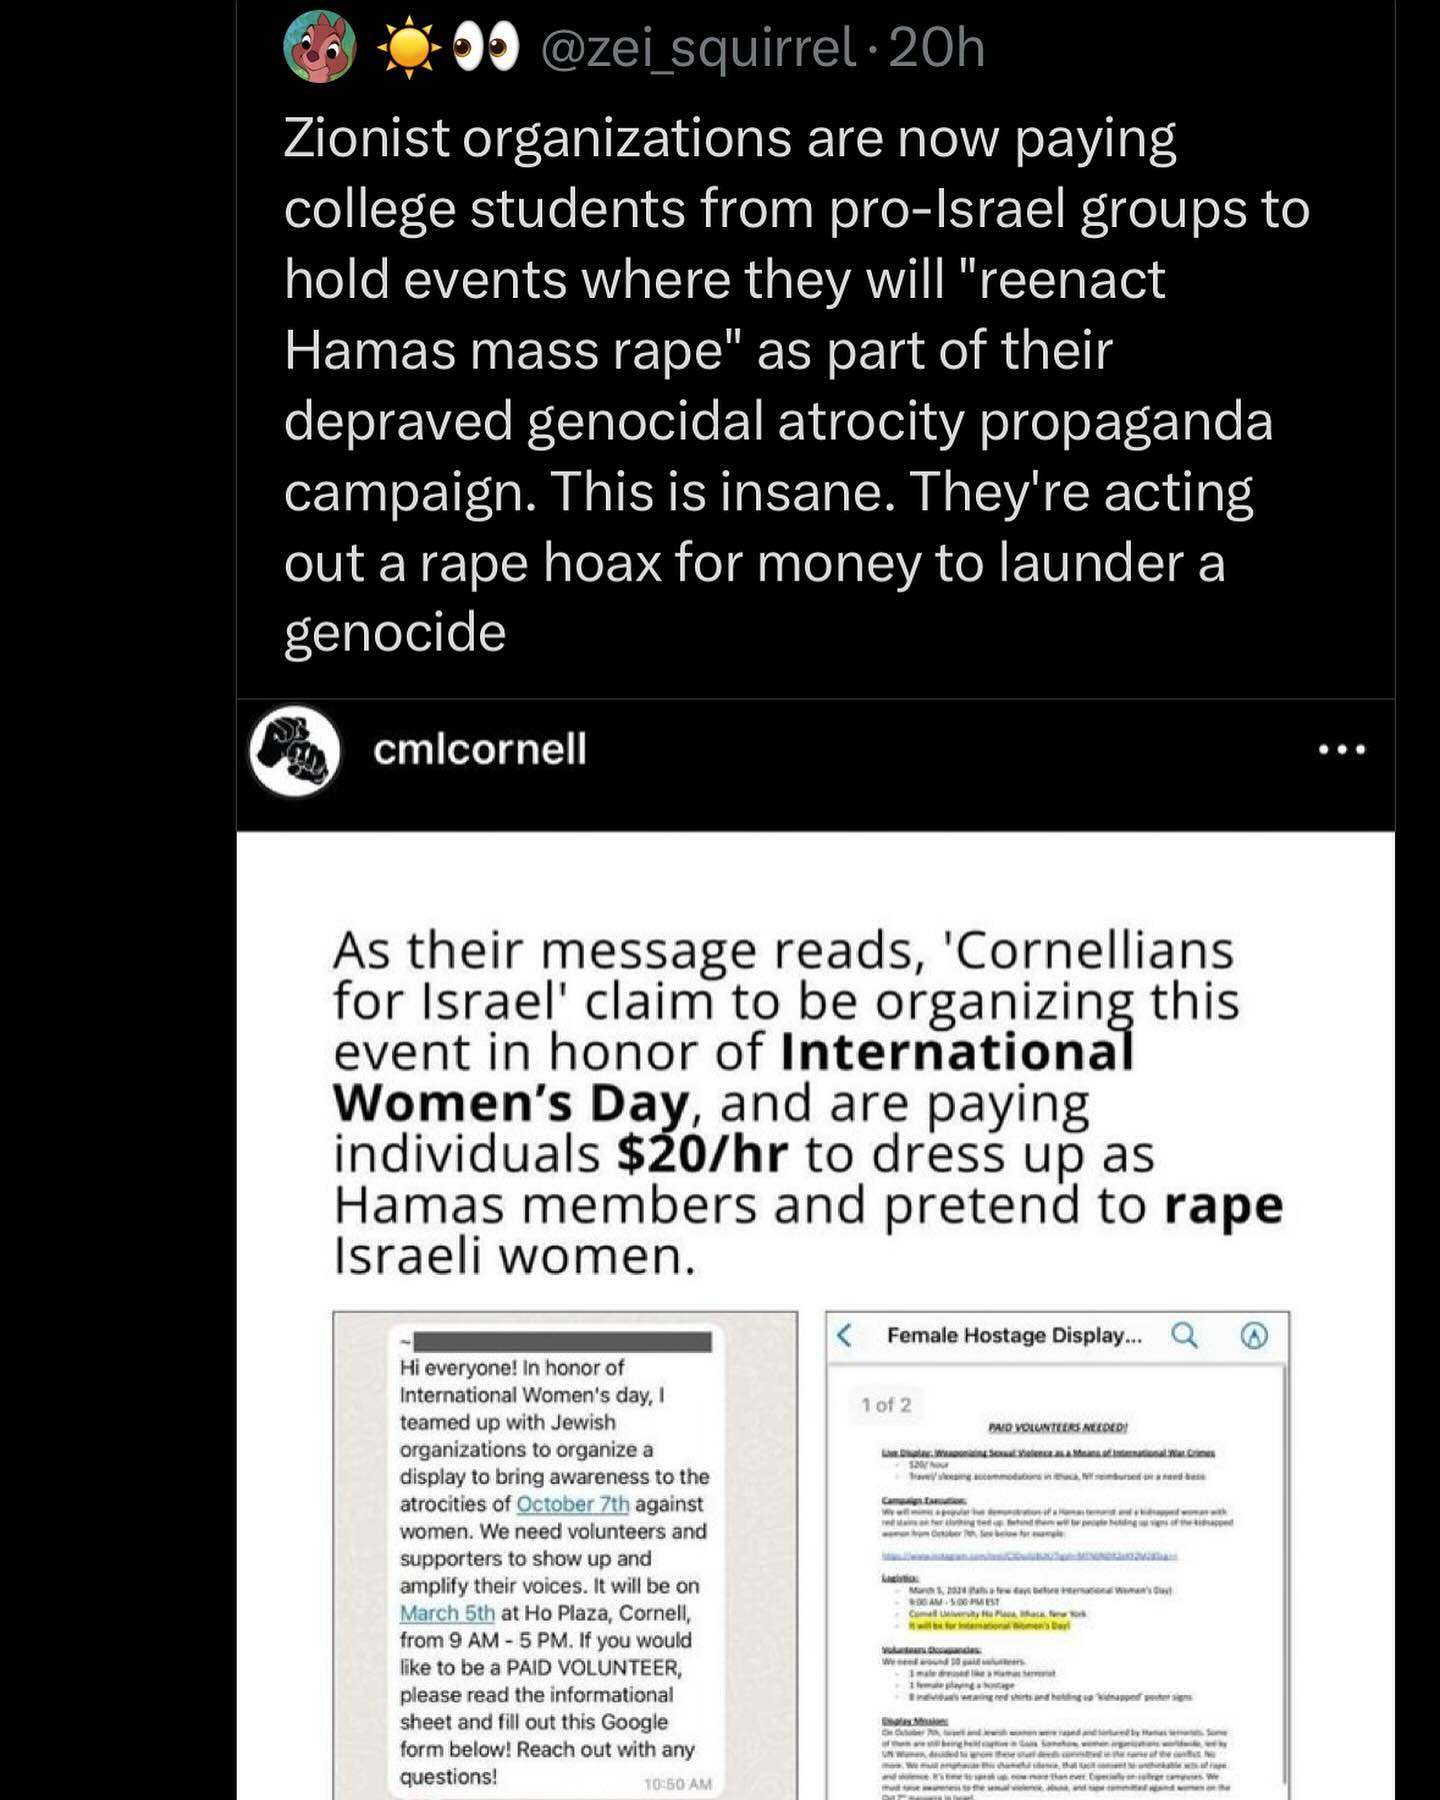 @zei_squirrel · 20h
Zionist organizations are now paying
college students from pro-Israel groups to
hold events where they will "reenact
Hamas mass rape" as part of their
depraved genocidal atrocity propaganda
campaign. This is insane. They're acting
out a rape hoax for money to launder a
genocide
cmlcornell
As their message reads, 'Cornellians
for Israel' claim to be organizing this
event in honor of International
Women's Day, and are paying
individuals $20/hr to dress up as
Hamas members and pretend to rape
Israeli women.
~
Hi everyone! In honor of
International Women's day, I
teamed up with Jewish
organizations to organize a
display to bring awareness to the
atrocities of October 7th against
women. We need volunteers and
supporters to show up and
amplify their voices. It will be on
March 5th at Ho Plaza, Cornell,
from 9 AM - 5 PM. If you would
like to be a PAID VOLUNTEER,
please read the informational
sheet and fill out this Google
form below! Reach out with any
questions!
10:50 AM
Female Hostage Display...
1 of 2
PAID VOLUNTEERS NEEDED!
Live Display: Weaponizing Sexual Violence as a Means of International War Crimes
- $20/ hour
- Travel/ sleeping accommodations in Ithaca, NY reimbursed on a need-basis
Campaign Execution:
We will mimic a popular live demonstration of a Hamas terrorist and a kidnapped woman with
red stains on her clothing tied up. Behind them will be people holding up signs of the kidnapped
women from October 7th. See below for example:
Logistics:
- March 5, 2024 (falls a few days before International Women's Day)
- 9:00 AM - 5:00 PM EST
- Cornell University Ho Plaza, Ithaca, New York
- It will be for International Women's Day!
Volunteers Occupancies:
We need around 10 paid volunteers.
- 1 male dressed like a Hamas terrorist
- 1 female playing a hostage
- 8 individuals wearing red shirts and holding up 'kidnapped' poster signs
Display Mission:
On October 7th, Israeli and Jewish women were raped and tortured by Hamas terrorists. Some
of them are still being held captive in Gaza. Somehow, women organizations worldwide, led by
UN Women, decided to ignore these cruel deeds committed in the name of the conflict. No
more. We must emphasize this shameful silence, that tacit consent to unthinkable acts of rape
and violence. It's time to speak up, now more than ever. Especially on college campuses. We
must raise awareness to the sexual violence, abuse, and rape committed against women on the
Oct 7th massacre in Israel.